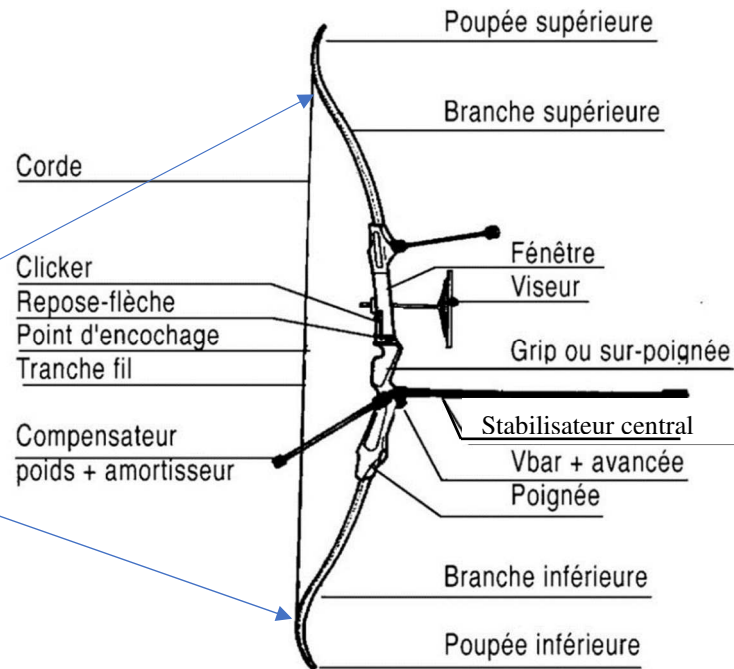 Poupée supérieure
Branche supérieure
Corde
Fénêtre
Clicker
Viseur
Repose-flèche
Point d'encochage
Grip ou sur-poignée
Tranche fil
Stabilisateur central
Compensateur
poids + amortisseur
Vbar + avancée
Poignée
Branche inférieure
Poupée inférieure